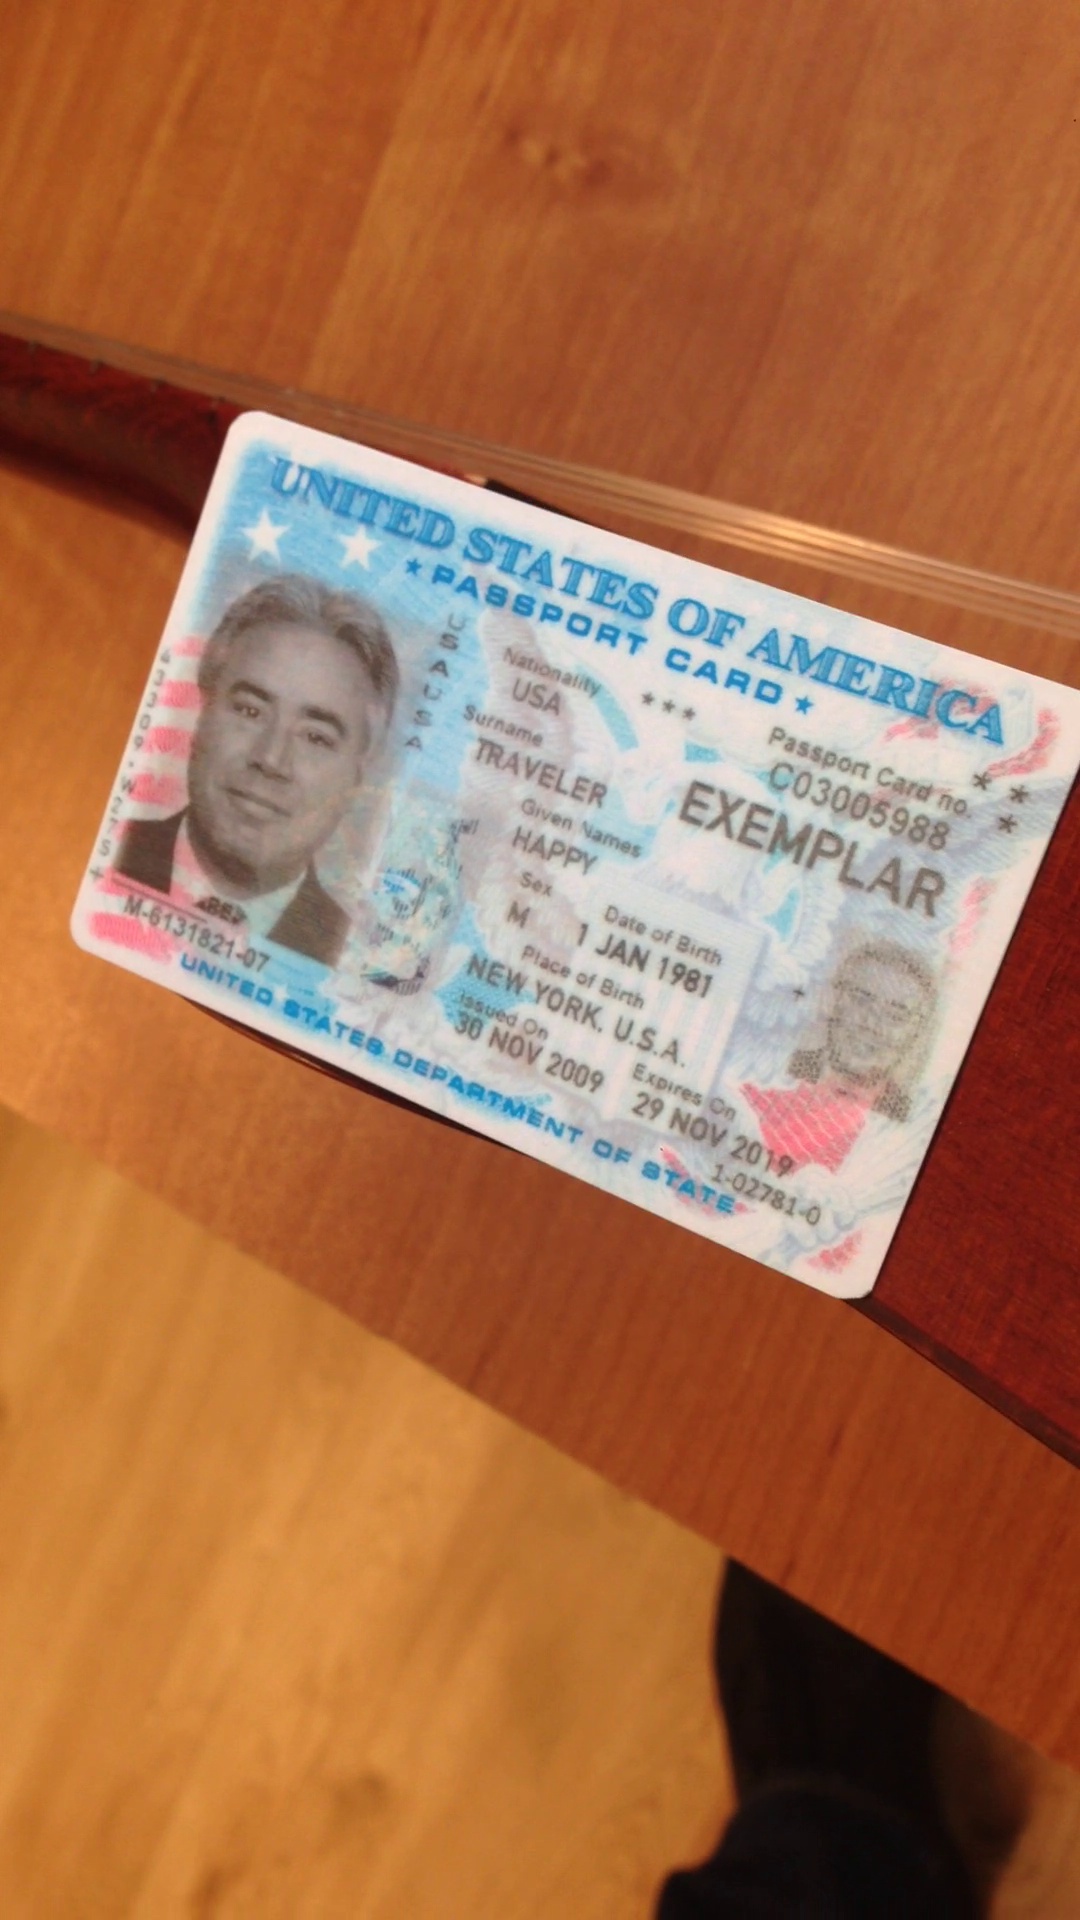 UNITED STATES OF AMERICA
★ PASSPORT CARD ★
USAUSA
Nationality
USA
***
Passport Card no.
C03005988
Surname
TRAVELER
EXEMPLAR
Given Names
HAPPY
Sex
M
Date of Birth
1 JAN 1981
Place of Birth
NEW YORK, U.S.A.
Issued On
30 NOV 2009
Expires On
29 NOV 2019
1-02781-0
M-6131821-07
UNITED STATES DEPARTMENT OF STATE